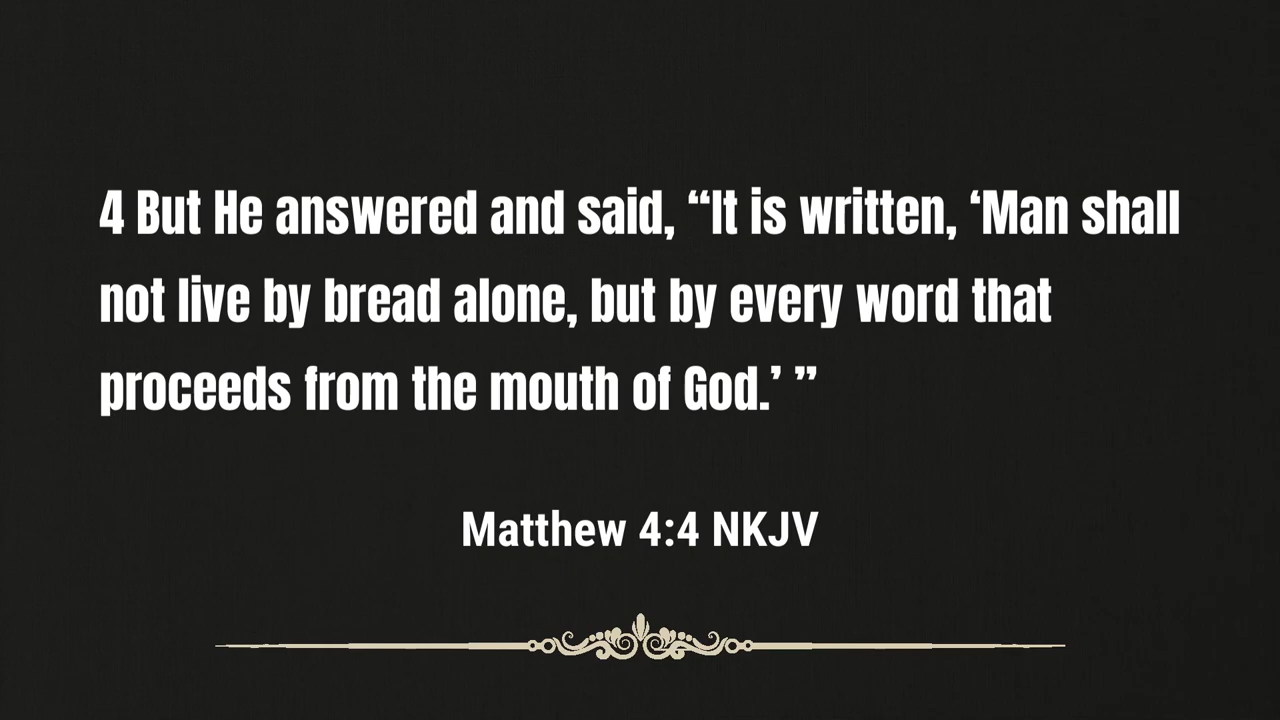 4 But He answered and said, “It is written, ‘Man shall
not live by bread alone, but by every word that
proceeds from the mouth of God.’ ”
Matthew 4:4 NKJV